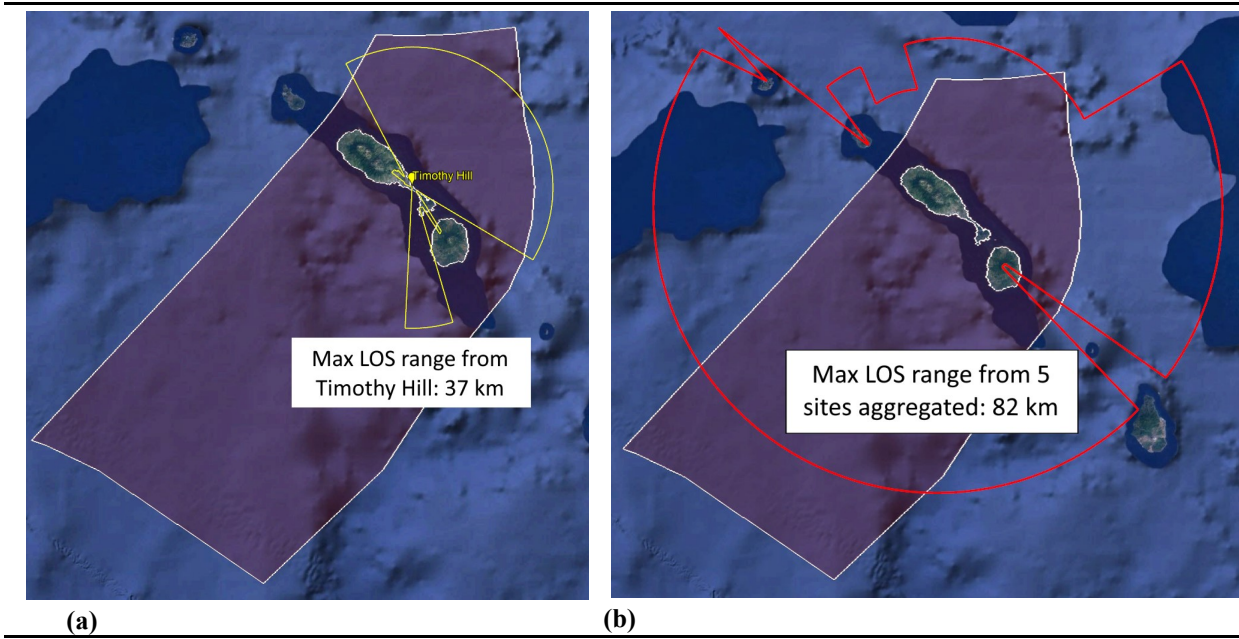 Timothy Hill
Max LOS range from
Timothy Hill: 37 km
Max LOS range from 5
sites aggregated: 82 km
(a)
(b)